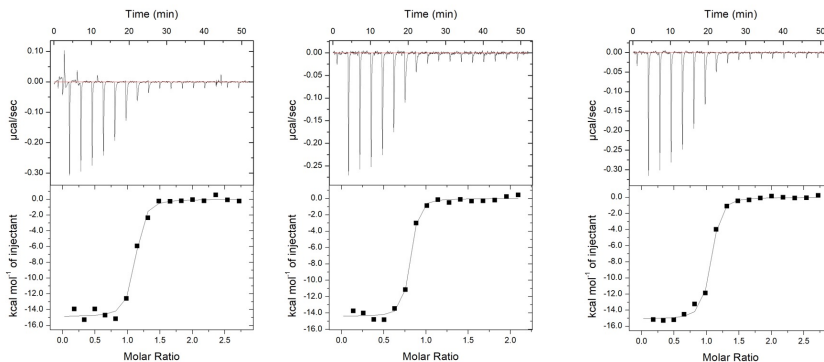 Time (min)
0 10 20 30 40 50
0.10
0.00
-0.10
-0.20
-0.30
µcal/sec
0.0
-2.0
-4.0
-6.0
-8.0
-10.0
-12.0
-14.0
-16.0
kcal mol⁻¹ of injectant
0.0 0.5 1.0 1.5 2.0 2.5
Molar Ratio
Time (min)
0 10 20 30 40 50
0.00
-0.05
-0.10
-0.15
-0.20
-0.25
µcal/sec
0.0
-2.0
-4.0
-6.0
-8.0
-10.0
-12.0
-14.0
-16.0
kcal mol⁻¹ of injectant
0.0 0.5 1.0 1.5 2.0
Molar Ratio
Time (min)
0 10 20 30 40 50
0.00
-0.05
-0.10
-0.15
-0.20
-0.25
-0.30
µcal/sec
0.0
-2.0
-4.0
-6.0
-8.0
-10.0
-12.0
-14.0
-16.0
kcal mol⁻¹ of injectant
0.0 0.5 1.0 1.5 2.0 2.5
Molar Ratio